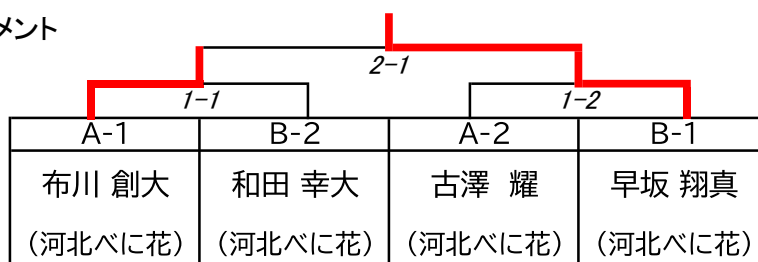 メント
2-1
1-1 1-2
A-1 B-2 A-2 B-1
布川 創大 和田 幸大 古澤 耀 早坂 翔真
(河北べに花) (河北べに花) (河北べに花) (河北べに花)